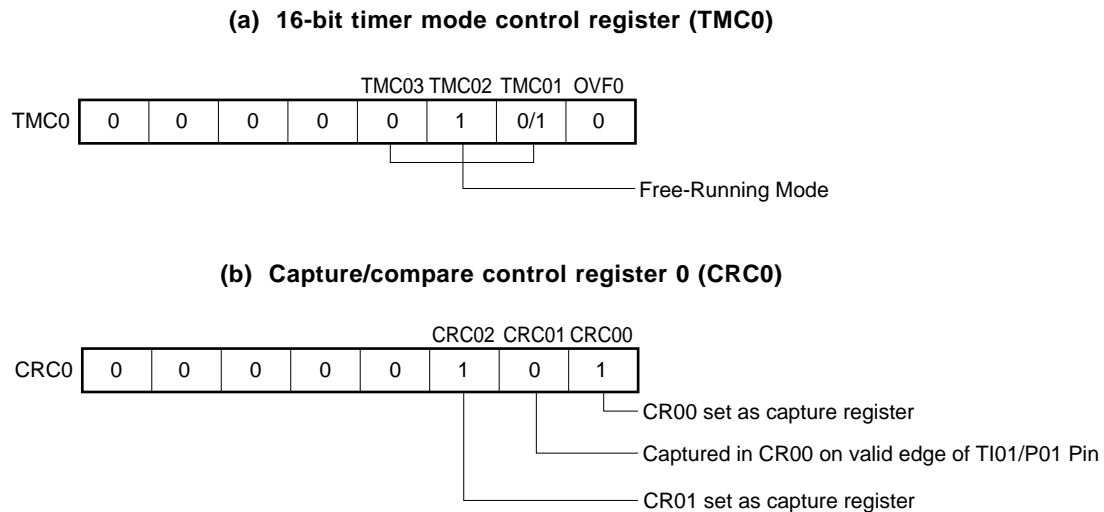 (a) 16-bit timer mode control register (TMC0)
TMC03 TMC02 TMC01 OVF0
TMC0 0 0 0 0 0 1 0/1 0
Free-Running Mode
(b) Capture/compare control register 0 (CRC0)
CRC02 CRC01 CRC00
CRC0 0 0 0 0 0 1 0 1
CR00 set as capture register
Captured in CR00 on valid edge of TI01/P01 Pin
CR01 set as capture register